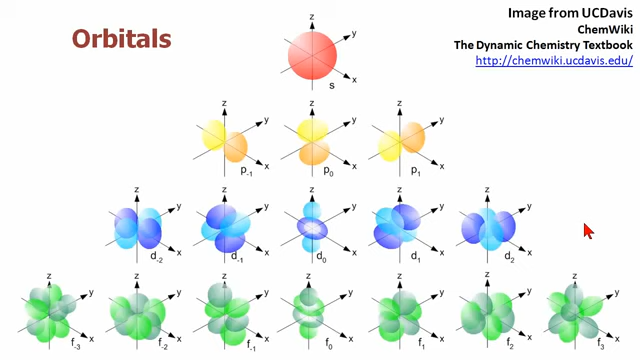 Orbitals
Image from UCDavis
ChemWiki
The Dynamic Chemistry Textbook
http://chemwiki.ucdavis.edu/
z
y
x
s
z y x p-1
z y x p0
z y x p1
z y x d-2
z y x d-1
z y x d0
z y x d1
z y x d2
z y x f-3
z y x f-2
z y x f-1
z y x f0
z y x f1
z y x f2
z y x f3